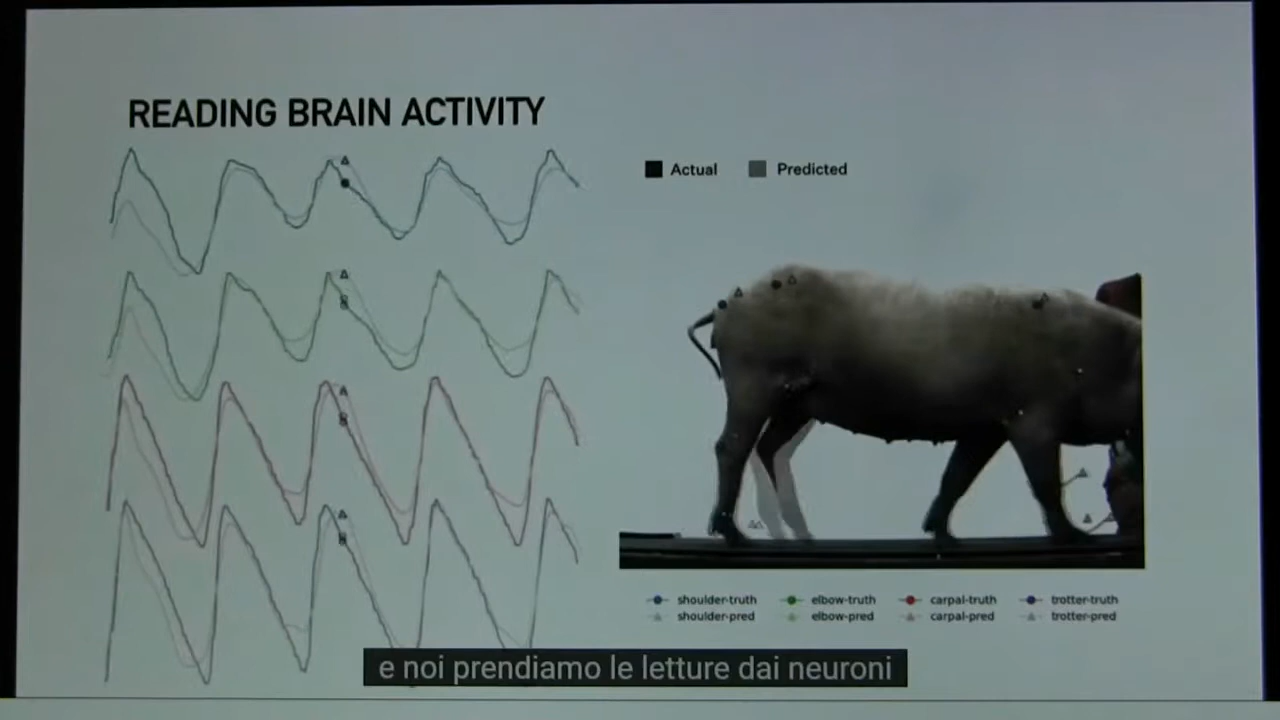 READING BRAIN ACTIVITY
Actual
Predicted
shoulder-truth
elbow-truth
carpal-truth
trotter-truth
shoulder-pred
elbow-pred
carpal-pred
trotter-pred
e noi prendiamo le letture dai neuroni